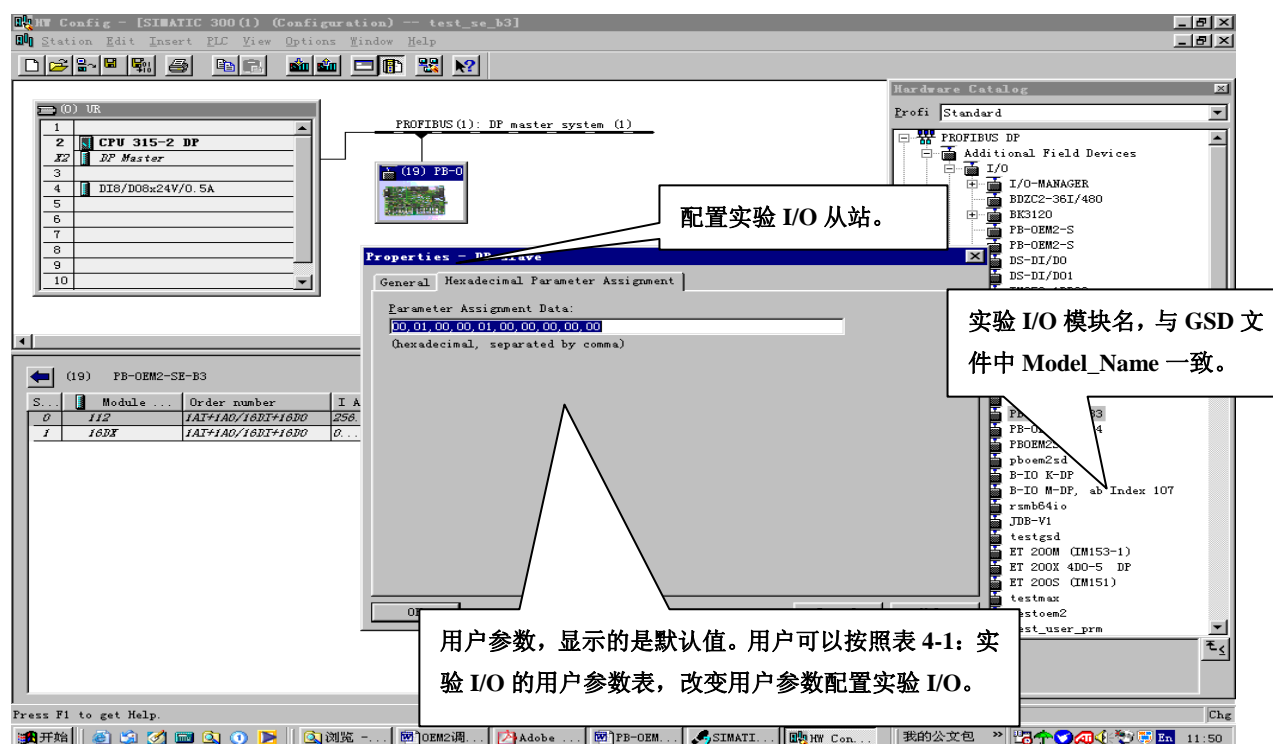 HW Config - [SIMATIC 300(1) (Configuration) -- test_se_b3]
Station Edit Insert PLC View Options Window Help
(0) UR
1
2 CPU 315-2 DP
X2 DP Master
3
4 DI8/DO8x24V/0.5A
5
6
7
8
9
10
PROFIBUS(1): DP master system (1)
(19) PB-O
配置实验 I/O 从站。
Properties - DP slave
General Hexadecimal Parameter Assignment
Parameter Assignment Data:
00,01,00,00,01,00,00,00,00,00
(hexadecimal, separated by comma)
用户参数，显示的是默认值。用户可以按照表 4-1：实
验 I/O 的用户参数表，改变用户参数配置实验 I/O。
Hardware Catalog
Profi Standard
PROFIBUS DP
Additional Field Devices
I/O
I/O-MANAGER
BDZC2-36I/480
BK3120
PB-OEM2-S
PB-OEM2-S
DS-DI/DO
DS-DI/DO1
实验 I/O 模块名，与 GSD 文
件中 Model_Name 一致。
PBOEM2S
pboem2sd
B-IO K-DP
B-IO M-DP, ab Index 107
rsmb64io
JDB-V1
testgsd
ET 200M (IM153-1)
ET 200X 4DO-5 DP
ET 200S (IM151)
testmax
testoem2
test_user_prm
(19) PB-OEM2-SE-B3
S... Module ... Order number I A
0 112 1AI+1AO/16DI+16DO 256.
1 16DX 1AI+1AO/16DI+16DO 0...
Press F1 to get Help.
Chg
开始 浏览 -... OEM2调... Adobe ... PB-OEM... SIMATI... HW Con... 我的公文包 » En 11:50